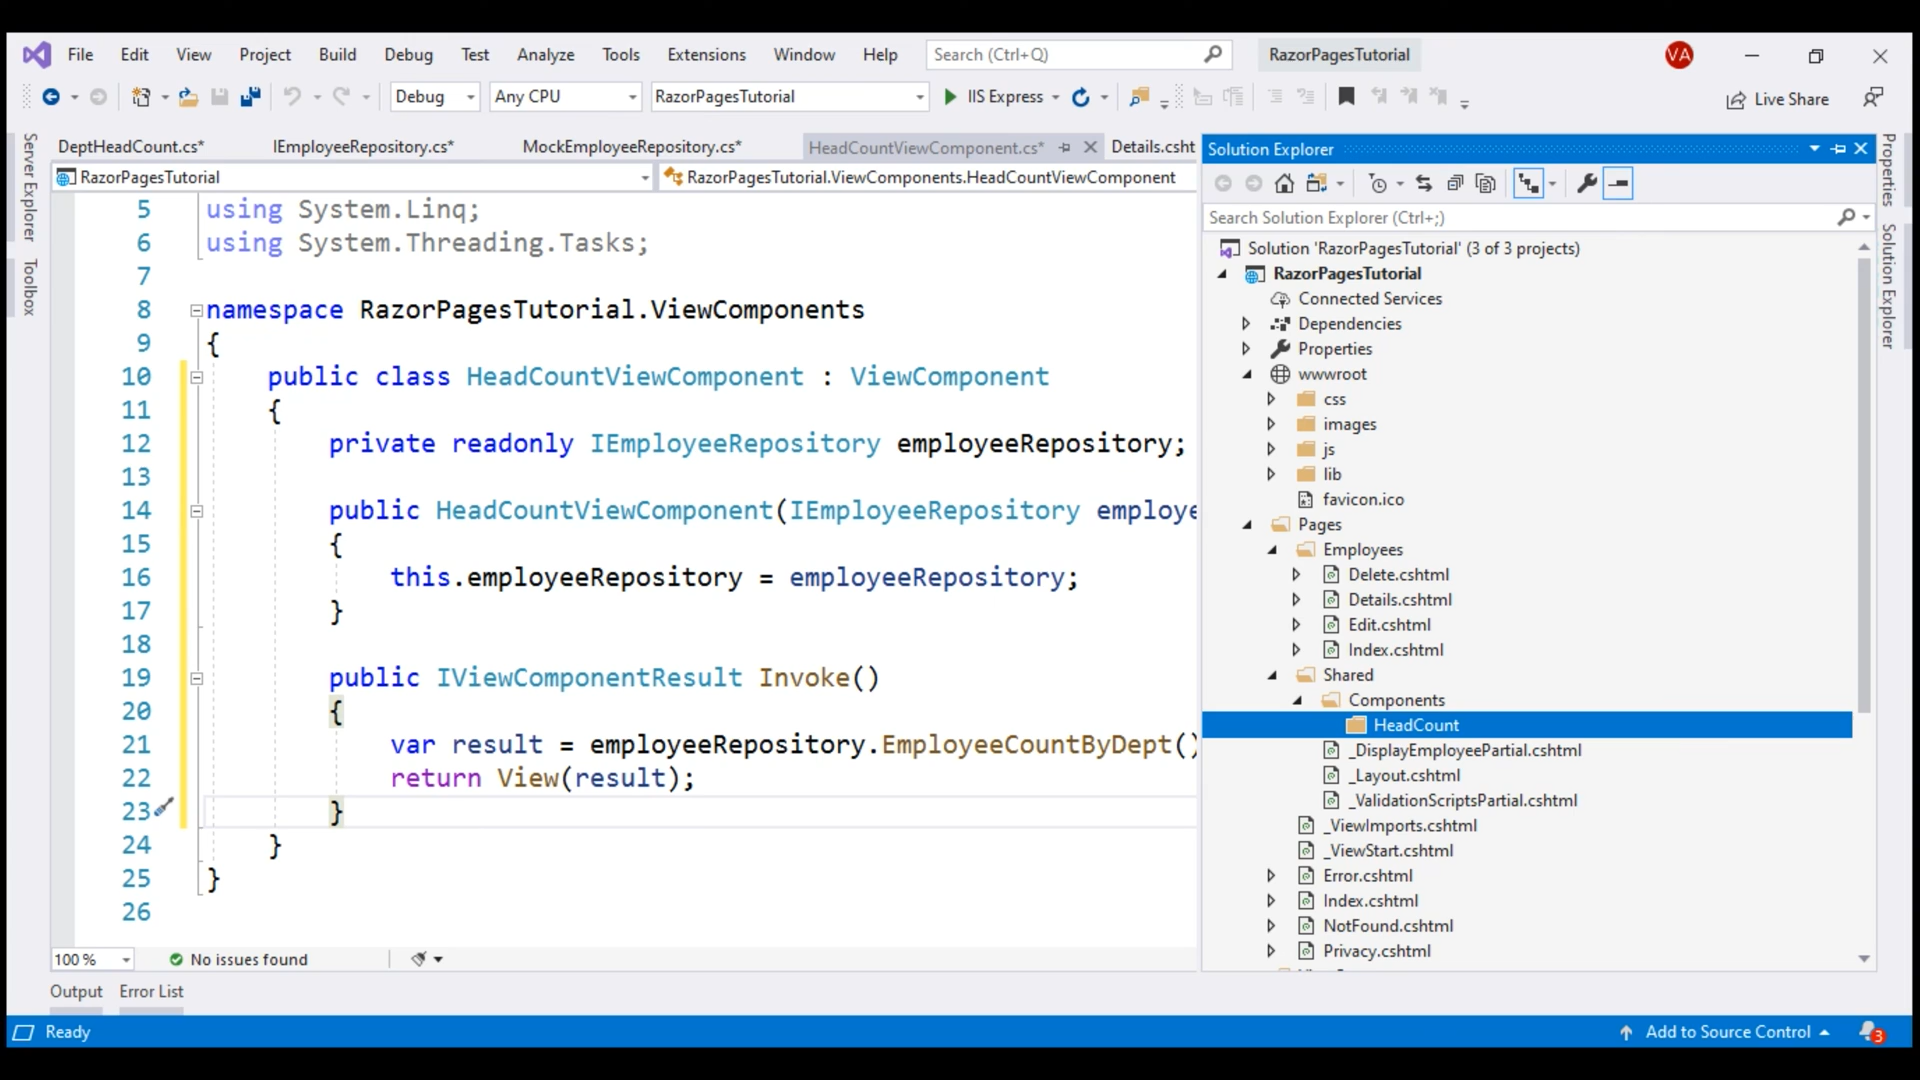 File Edit View Project Build Debug Test Analyze Tools Extensions Window Help Search (Ctrl+Q) RazorPagesTutorial VA
Debug Any CPU RazorPagesTutorial IIS Express Live Share
Server Explorer
Toolbox
DeptHeadCount.cs* IEmployeeRepository.cs* MockEmployeeRepository.cs* HeadCountViewComponent.cs* Details.csht
RazorPagesTutorial RazorPagesTutorial.ViewComponents.HeadCountViewComponent
5 using System.Linq;
6 using System.Threading.Tasks;
7
8 namespace RazorPagesTutorial.ViewComponents
9 {
10 public class HeadCountViewComponent : ViewComponent
11 {
12 private readonly IEmployeeRepository employeeRepository;
13
14 public HeadCountViewComponent(IEmployeeRepository employe
15 {
16 this.employeeRepository = employeeRepository;
17 }
18
19 public IViewComponentResult Invoke()
20 {
21 var result = employeeRepository.EmployeeCountByDept()
22 return View(result);
23 }
24 }
25 }
26
100 % No issues found
Output Error List
Ready
Add to Source Control 3
Solution Explorer
Search Solution Explorer (Ctrl+;)
Solution 'RazorPagesTutorial' (3 of 3 projects)
RazorPagesTutorial
Connected Services
Dependencies
Properties
wwwroot
css
images
js
lib
favicon.ico
Pages
Employees
Delete.cshtml
Details.cshtml
Edit.cshtml
Index.cshtml
Shared
Components
HeadCount
_DisplayEmployeePartial.cshtml
_Layout.cshtml
_ValidationScriptsPartial.cshtml
_ViewImports.cshtml
_ViewStart.cshtml
Error.cshtml
Index.cshtml
NotFound.cshtml
Privacy.cshtml
Properties
Solution Explorer